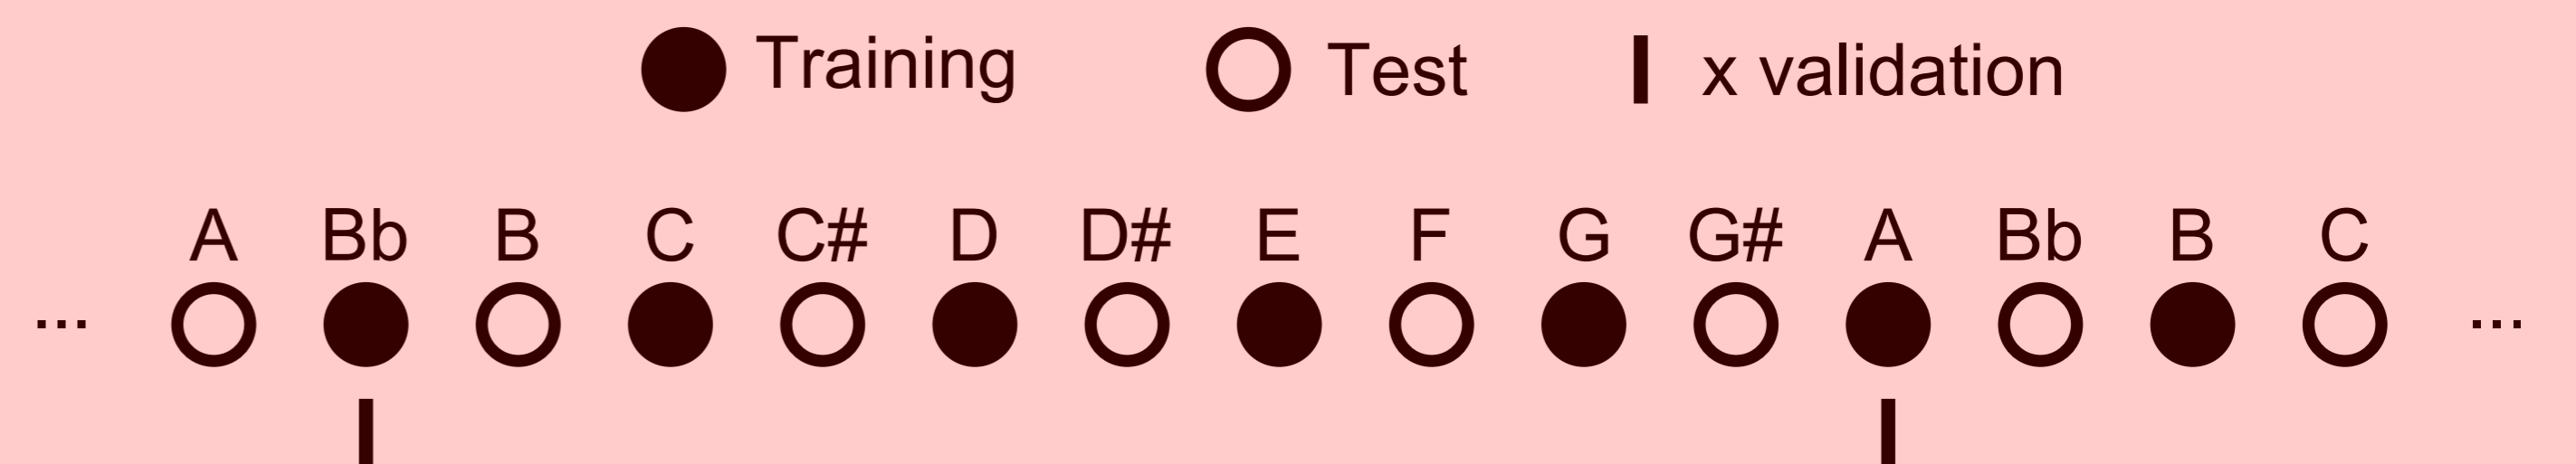 Training Test x validation
A Bb B C C# D D# E F G G# A Bb B C
... ...